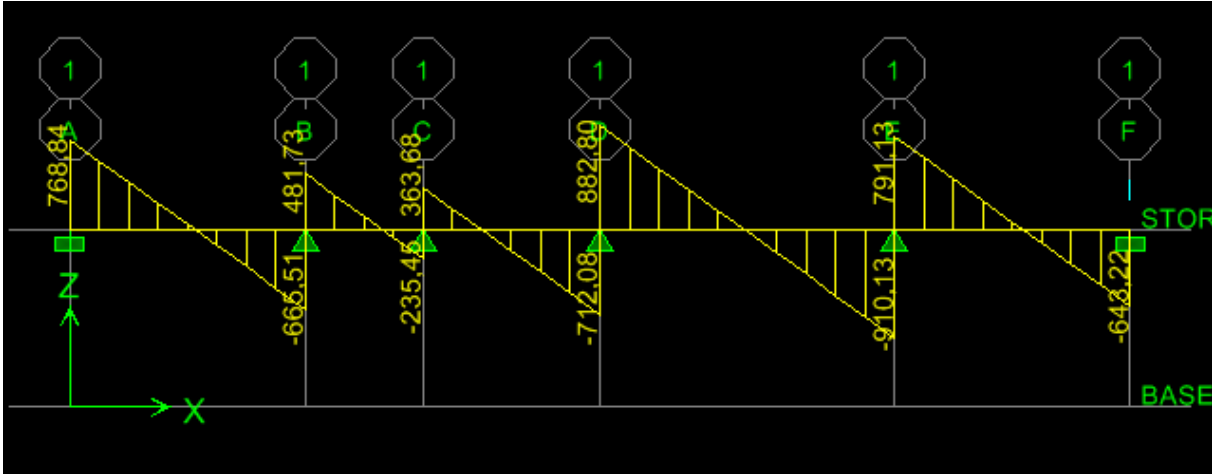 1 1 1 1 1 1
A B C D E F
768,84 481,73 363,68 882,80 791,13
STOR
-665,51 -235,45 -712,08 -910,13 -643,22
Z
X
BASE